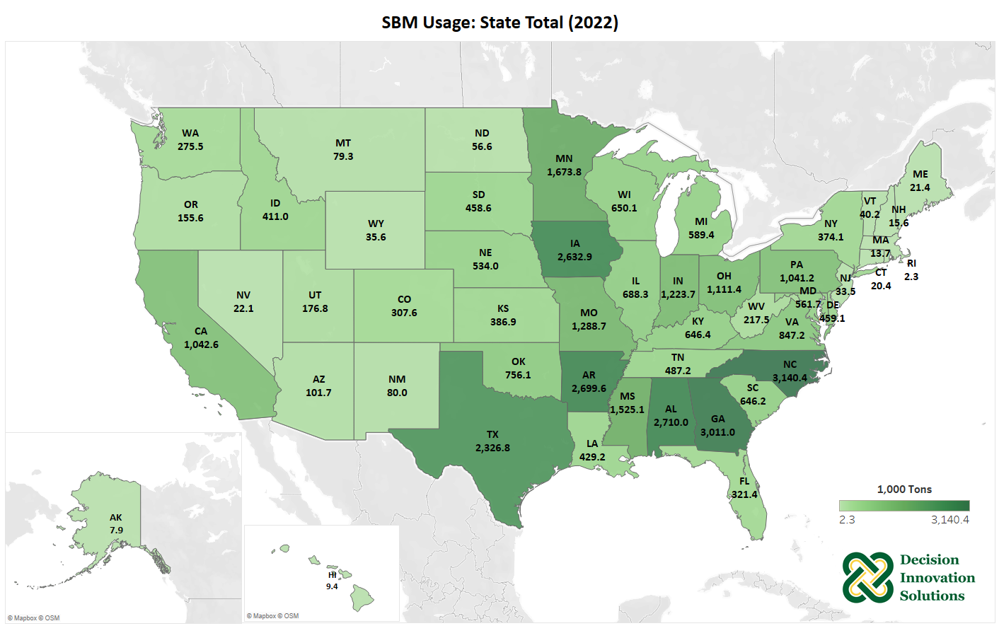 SBM Usage: State Total (2022)
WA
275.5
MT
79.3
ND
56.6
MN
1,673.8
ME
21.4
OR
155.6
ID
411.0
SD
458.6
WI
650.1
VT
40.2
NH
15.6
WY
35.6
MI
589.4
NY
374.1
MA
13.7
IA
2,632.9
NE
534.0
RI
2.3
PA
1,041.2
CT
20.4
NJ
33.5
IL
688.3
IN
1,223.7
OH
1,111.4
MD
561.7
DE
459.1
NV
22.1
UT
176.8
CO
307.6
KS
386.9
MO
1,288.7
WV
217.5
VA
847.2
KY
646.4
CA
1,042.6
TN
487.2
NC
3,140.4
OK
756.1
AR
2,699.6
AZ
101.7
NM
80.0
SC
646.2
MS
1,525.1
AL
2,710.0
GA
3,011.0
TX
2,326.8
LA
429.2
FL
321.4
AK
7.9
HI
9.4
1,000 Tons
2.3 3,140.4
Decision
Innovation
Solutions
© Mapbox © OSM
© Mapbox © OSM